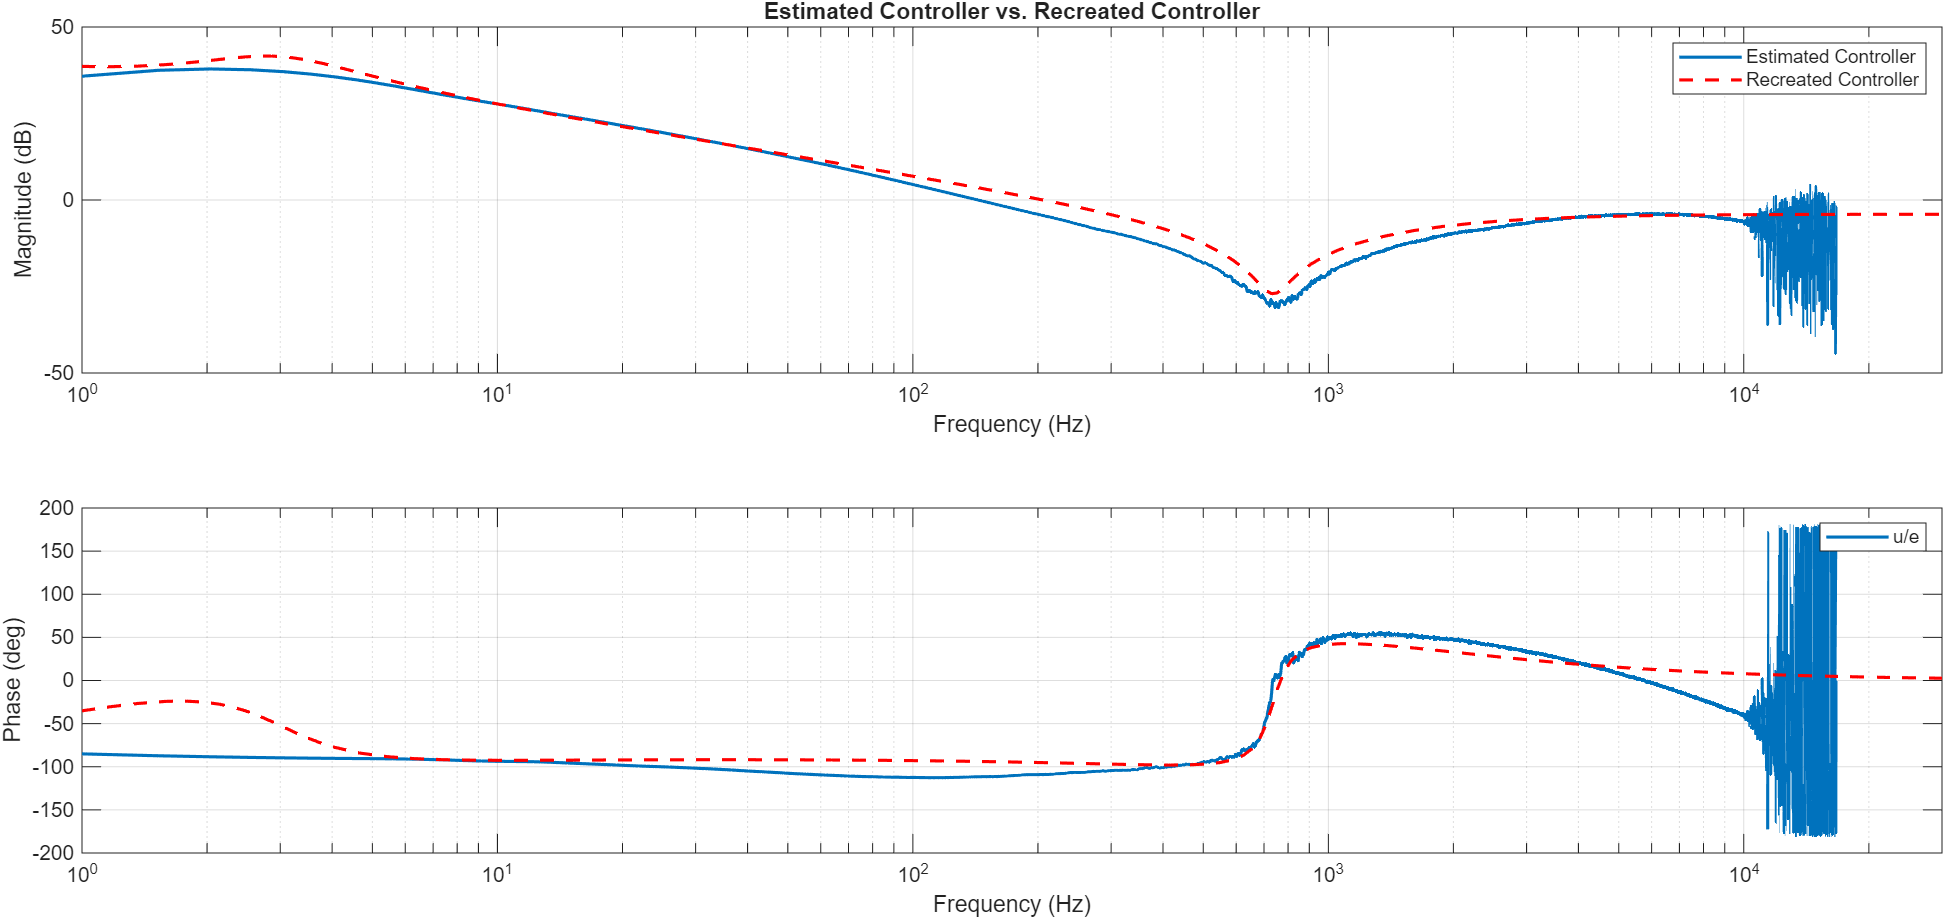 Estimated Controller vs. Recreated Controller
50
0
-50
Magnitude (dB)
Estimated Controller
Recreated Controller
10^0
10^1
10^2
10^3
10^4
Frequency (Hz)
200
150
100
50
0
-50
-100
-150
-200
Phase (deg)
u/e
10^0
10^1
10^2
10^3
10^4
Frequency (Hz)